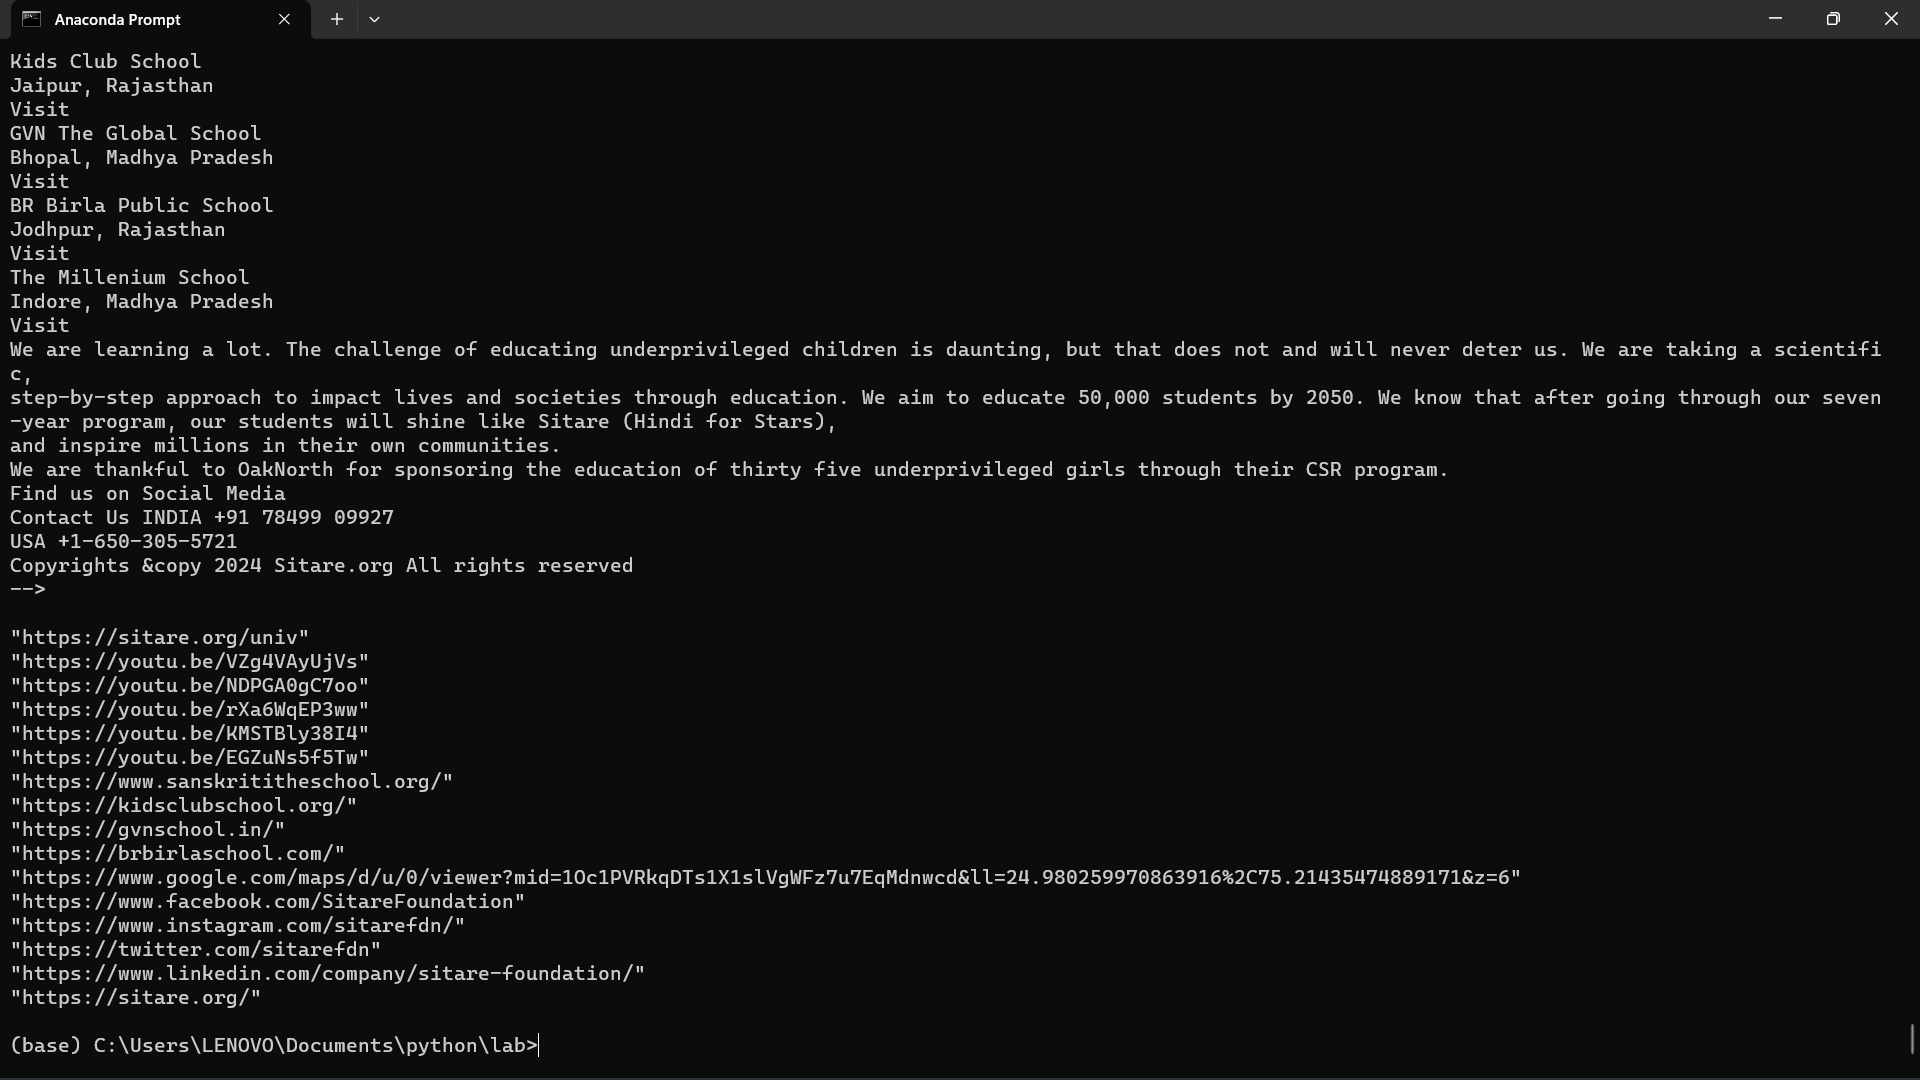 Anaconda Prompt
Kids Club School
Jaipur, Rajasthan
Visit
GVN The Global School
Bhopal, Madhya Pradesh
Visit
BR Birla Public School
Jodhpur, Rajasthan
Visit
The Millenium School
Indore, Madhya Pradesh
Visit
We are learning a lot. The challenge of educating underprivileged children is daunting, but that does not and will never deter us. We are taking a scientifi
c,
step-by-step approach to impact lives and societies through education. We aim to educate 50,000 students by 2050. We know that after going through our seven
-year program, our students will shine like Sitare (Hindi for Stars),
and inspire millions in their own communities.
We are thankful to OakNorth for sponsoring the education of thirty five underprivileged girls through their CSR program.
Find us on Social Media
Contact Us INDIA +91 78499 09927
USA +1-650-305-5721
Copyrights &copy 2024 Sitare.org All rights reserved
-->
"https://sitare.org/univ"
"https://youtu.be/VZg4VAyUjVs"
"https://youtu.be/NDPGA0gC7oo"
"https://youtu.be/rXa6WqEP3ww"
"https://youtu.be/KMSTBly38I4"
"https://youtu.be/EGZuNs5f5Tw"
"https://www.sanskrititheschool.org/"
"https://kidsclubschool.org/"
"https://gvnschool.in/"
"https://brbirlaschool.com/"
"https://www.google.com/maps/d/u/0/viewer?mid=1Oc1PVRkqDTs1X1slVgWFz7u7EqMdnwcd&ll=24.980259970863916%2C75.21435474889171&z=6"
"https://www.facebook.com/SitareFoundation"
"https://www.instagram.com/sitarefdn/"
"https://twitter.com/sitarefdn"
"https://www.linkedin.com/company/sitare-foundation/"
"https://sitare.org/"
(base) C:\Users\LENOVO\Documents\python\lab>